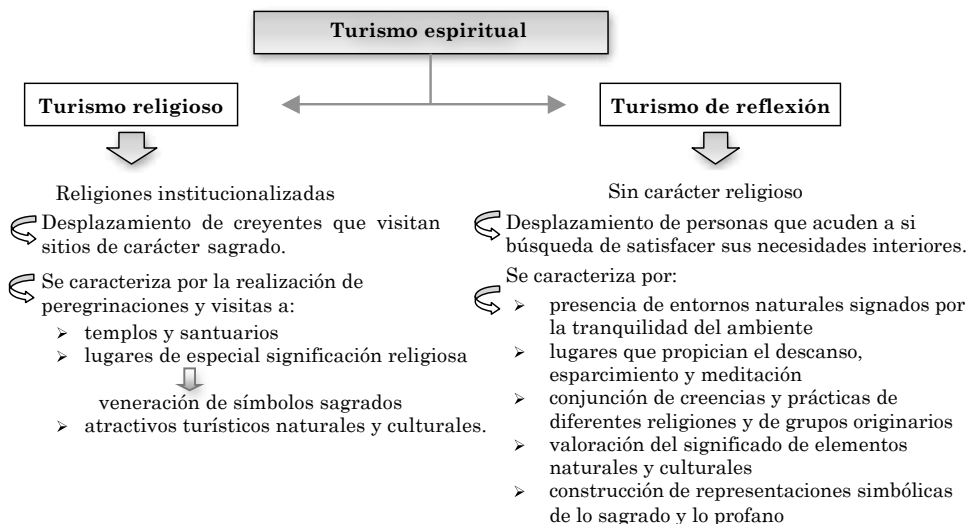 Turismo espiritual
Turismo religioso
Religiones institucionalizadas
Desplazamiento de creyentes que visitan
sitios de carácter sagrado.
Se caracteriza por la realización de
peregrinaciones y visitas a:
➢ templos y santuarios
➢ lugares de especial significación religiosa
veneración de símbolos sagrados
➢ atractivos turísticos naturales y culturales.
Turismo de reflexión
Sin carácter religioso
Desplazamiento de personas que acuden a si
búsqueda de satisfacer sus necesidades interiores.
Se caracteriza por:
➢ presencia de entornos naturales signados por
la tranquilidad del ambiente
➢ lugares que propician el descanso,
esparcimiento y meditación
➢ conjunción de creencias y prácticas de
diferentes religiones y de grupos originarios
➢ valoración del significado de elementos
naturales y culturales
➢ construcción de representaciones simbólicas
de lo sagrado y lo profano